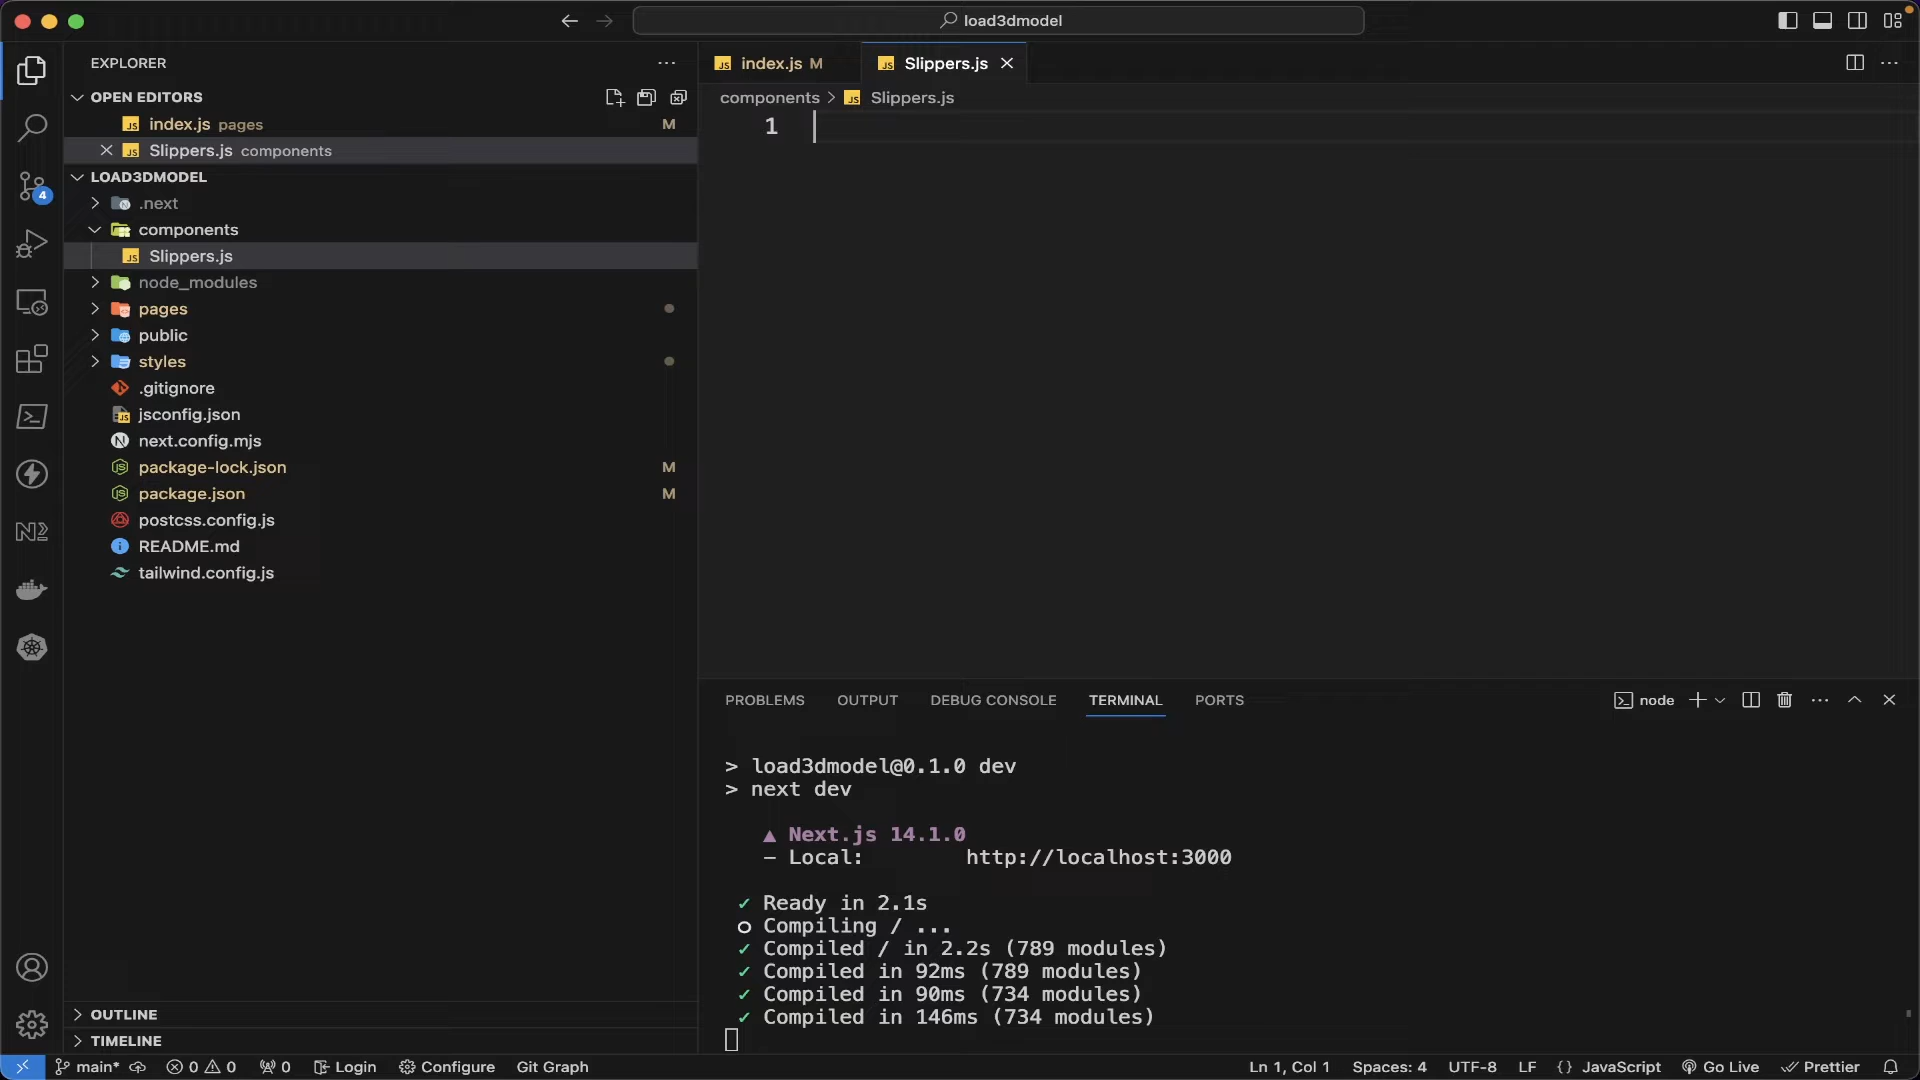 load3dmodel
EXPLORER
OPEN EDITORS
index.js pages M
Slippers.js components
LOAD3DMODEL
.next
components
Slippers.js
node_modules
pages
public
styles
.gitignore
jsconfig.json
next.config.mjs
package-lock.json M
package.json M
postcss.config.js
README.md
tailwind.config.js
OUTLINE
TIMELINE
4
index.js M
Slippers.js
components > Slippers.js
1
PROBLEMS OUTPUT DEBUG CONSOLE TERMINAL PORTS
node
> load3dmodel@0.1.0 dev
> next dev
▲ Next.js 14.1.0
- Local: http://localhost:3000
✓ Ready in 2.1s
○ Compiling / ...
✓ Compiled / in 2.2s (789 modules)
✓ Compiled in 92ms (789 modules)
✓ Compiled in 90ms (734 modules)
✓ Compiled in 146ms (734 modules)
main* 0 0 0 Login Configure Git Graph Ln 1, Col 1 Spaces: 4 UTF-8 LF {} JavaScript Go Live Prettier